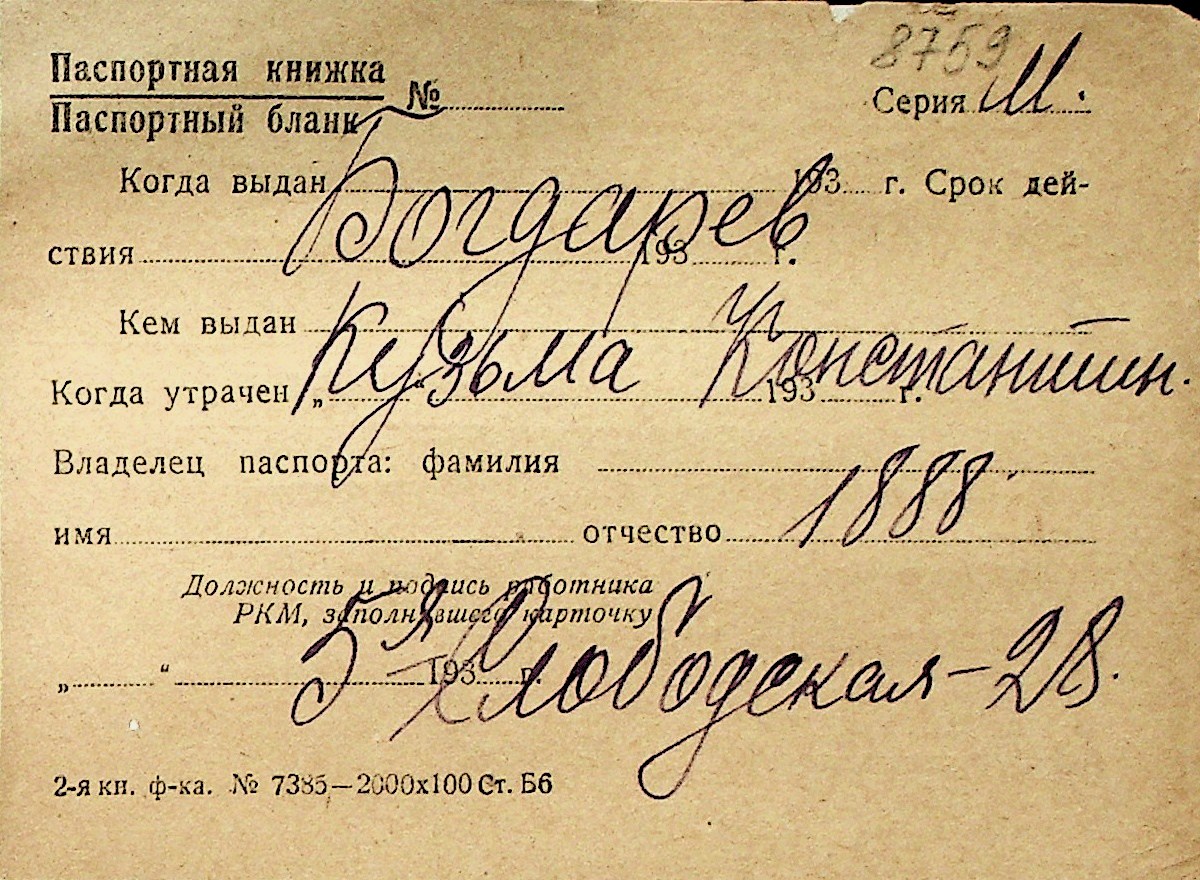 8759
Паспортная книжка
Паспортный бланк №
Серия М.
Когда выдан 193 г. Срок дей-
Богдарев
ствия 193 г.
Кем выдан
Кузьма Константин.
Когда утрачен „ “ 193 г.
Владелец паспорта: фамилия
1888
имя отчество
Должность и подпись работника
РКМ, заполнившего карточку
5-я Слободская - 28.
„ “ 193 г.
2-я кн. ф-ка. № 7385—2000х100 Ст. Б6